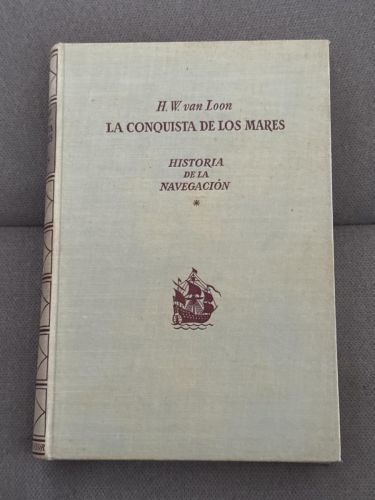 H. W. van Loon
LA CONQUISTA DE LOS MARES
HISTORIA
DE LA
NAVEGACIÓN
*